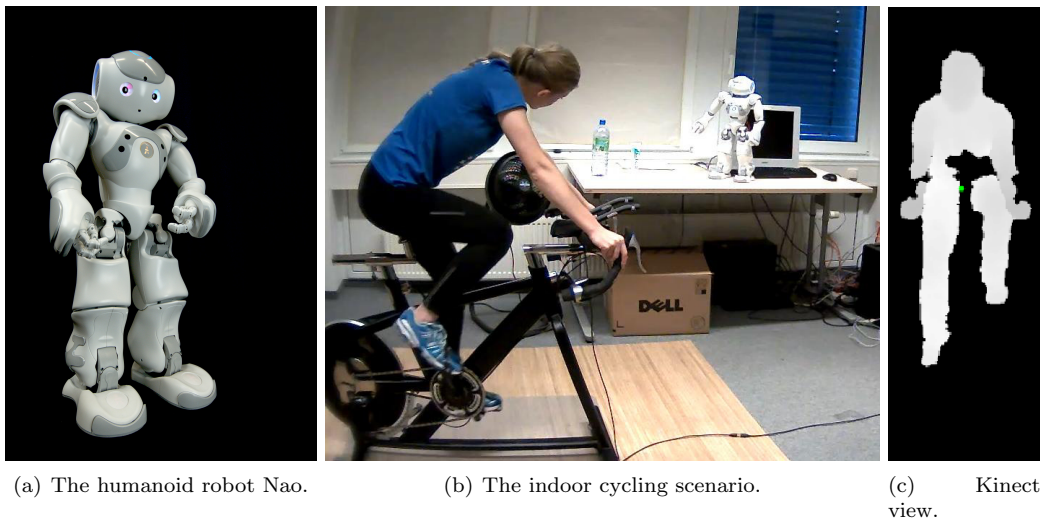 DELL
(a) The humanoid robot Nao.
(b) The indoor cycling scenario.
(c) Kinect
view.